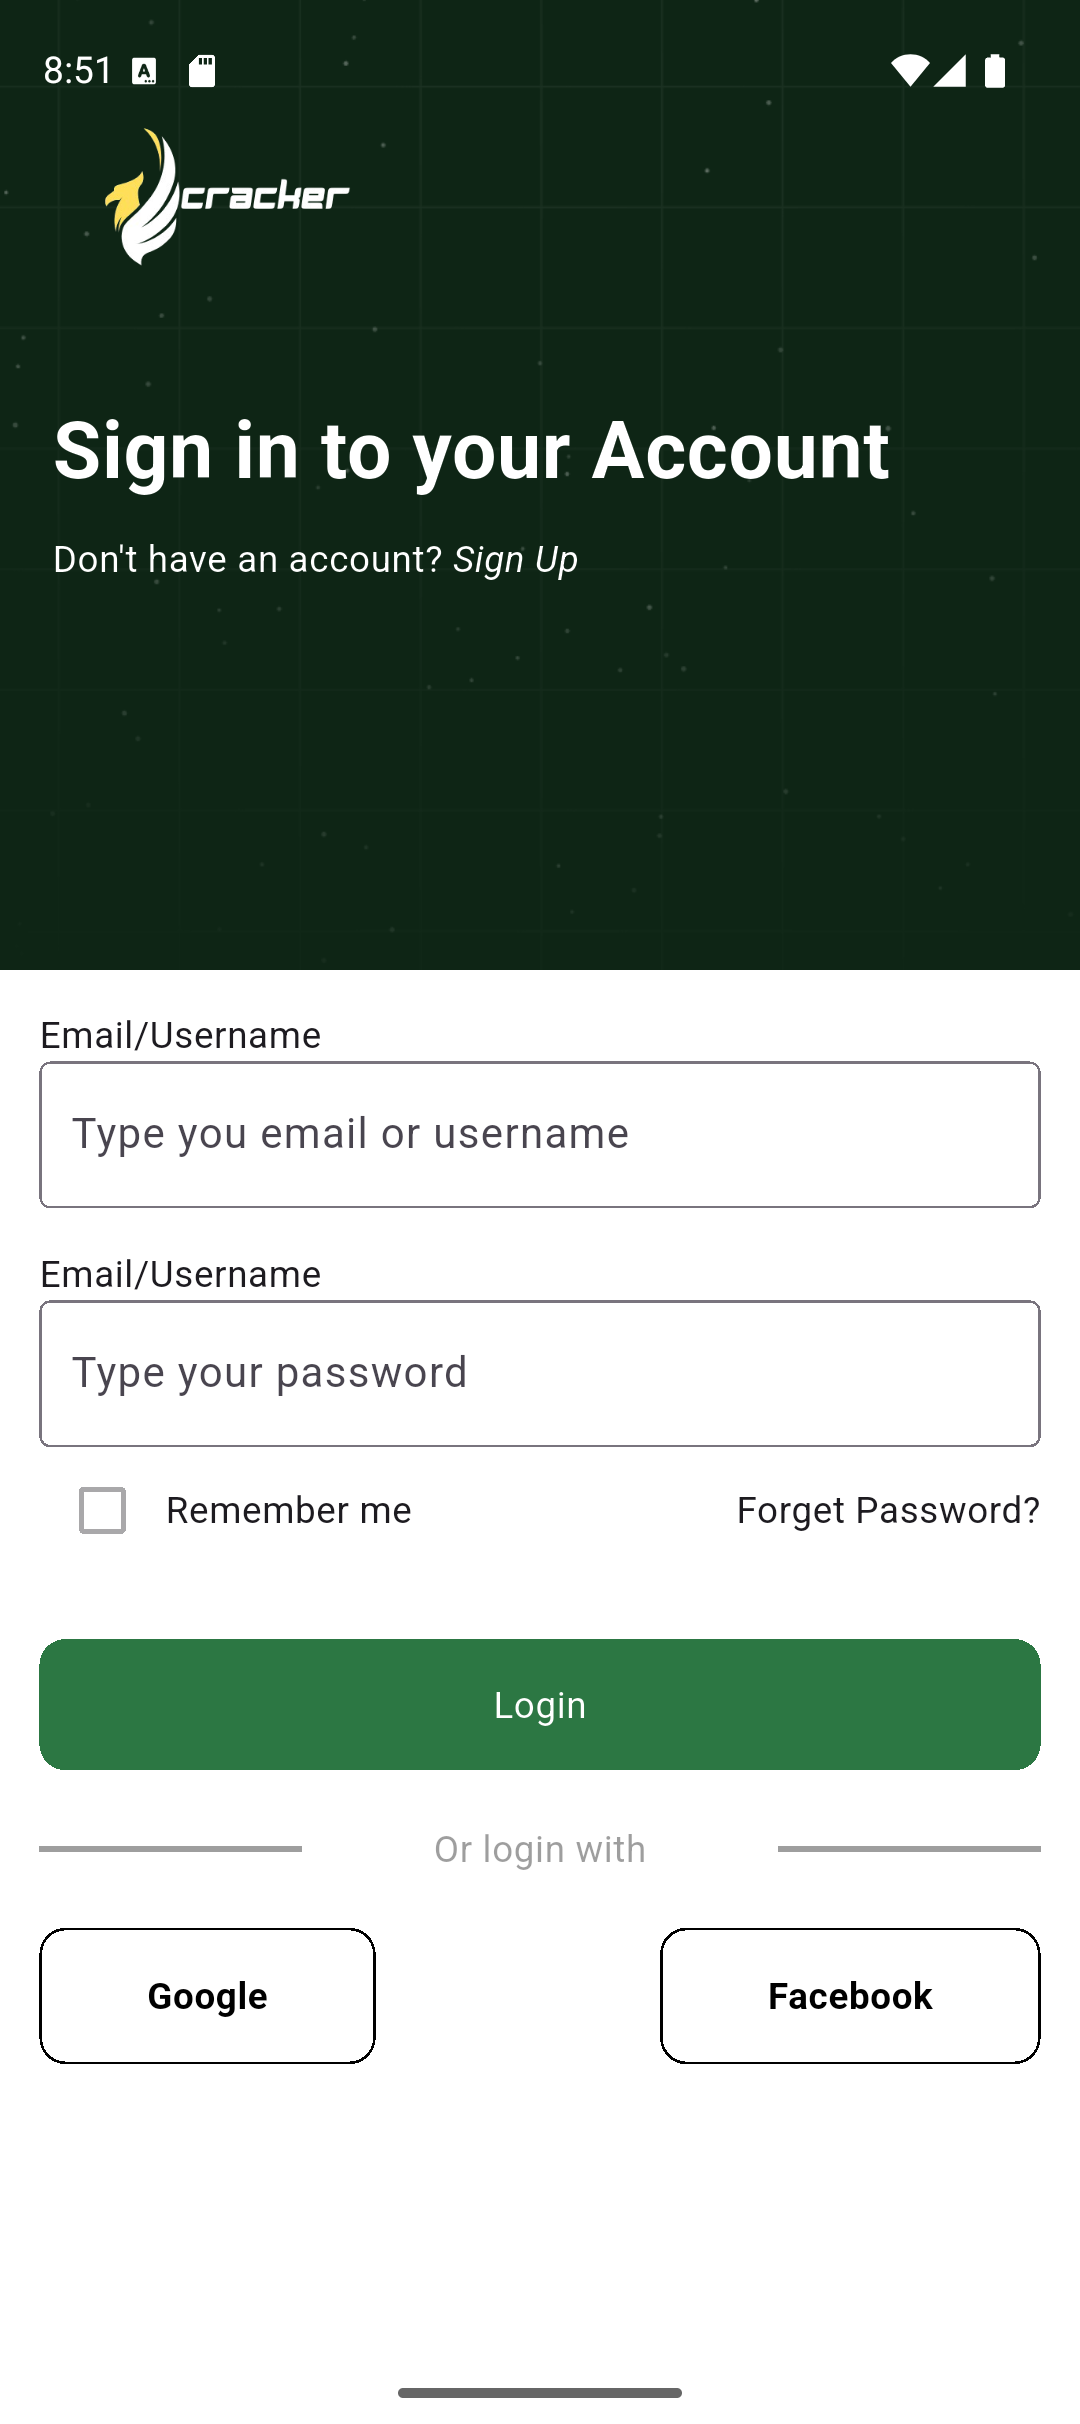 8:51
cracker
Sign in to your Account
Don't have an account? Sign Up
Email/Username
Type you email or username
Email/Username
Type your password
Remember me Forget Password?
Login
Or login with
Google Facebook